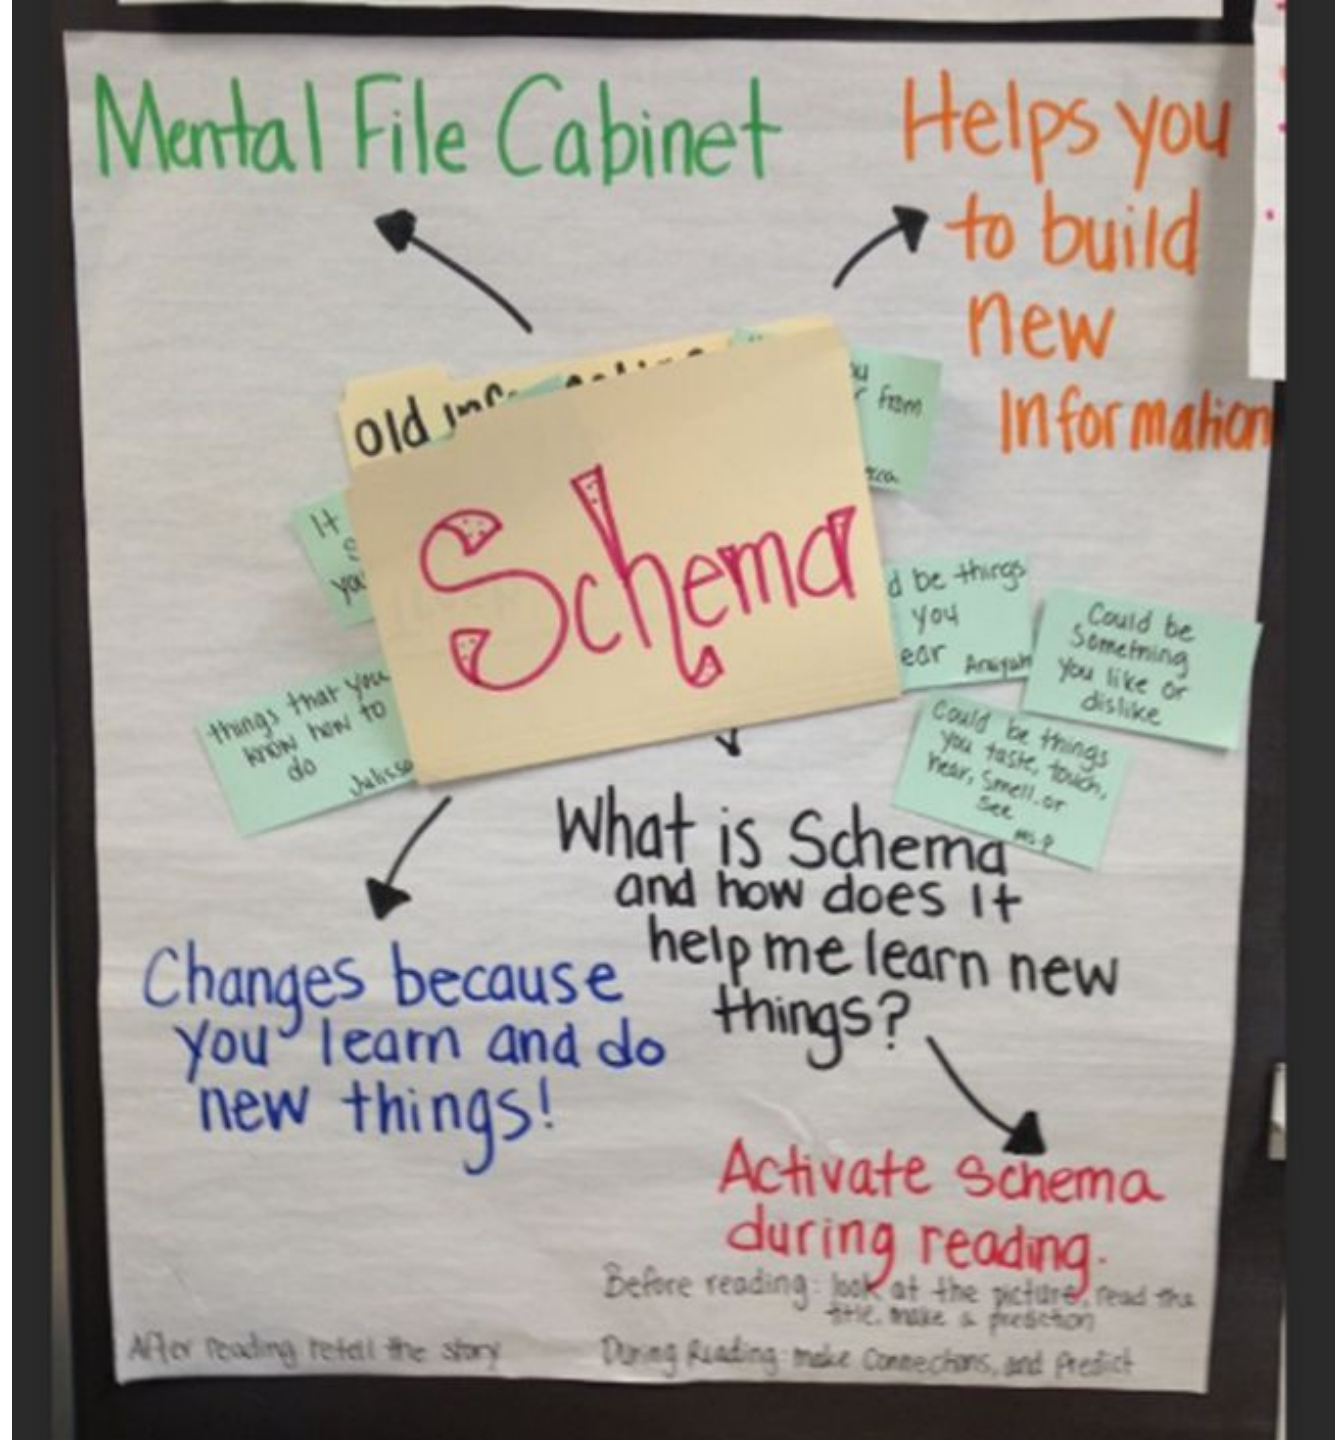 Mental File Cabinet
Helps you
to build
new
Information
old
Schema
from
It
things that you
know how to
do
Julissa
be things
you
Aniyah
Could be
Something
you like or
dislike
Could be things
you taste, touch,
hear, smell, or
see
Ms. P
What is Schema
and how does it
help me learn new
things?
Changes because
you learn and do
new things!
Activate Schema
during reading.
Before reading: look at the picture, read the
title, make a prediction
During Reading: make connections, and predict
After reading retell the story